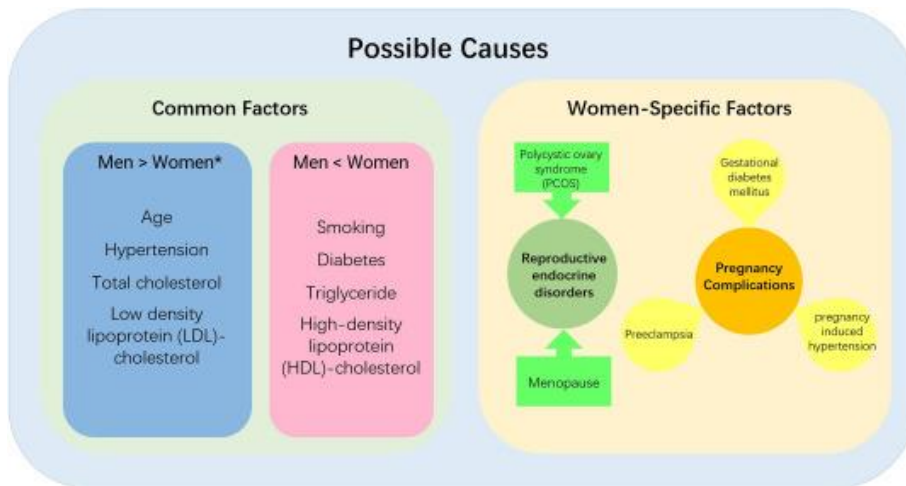 Possible Causes
Common Factors
Men > Women*
Age
Hypertension
Total cholesterol
Low density
lipoprotein (LDL)-
cholesterol
Men < Women
Smoking
Diabetes
Triglyceride
High-density
lipoprotein
(HDL)-cholesterol
Women-Specific Factors
Polycystic ovary
syndrome
(PCOS)
Reproductive
endocrine
disorders
Menopause
Gestational
diabetes
mellitus
Pregnancy
Complications
Preeclampsia
pregnancy
induced
hypertension